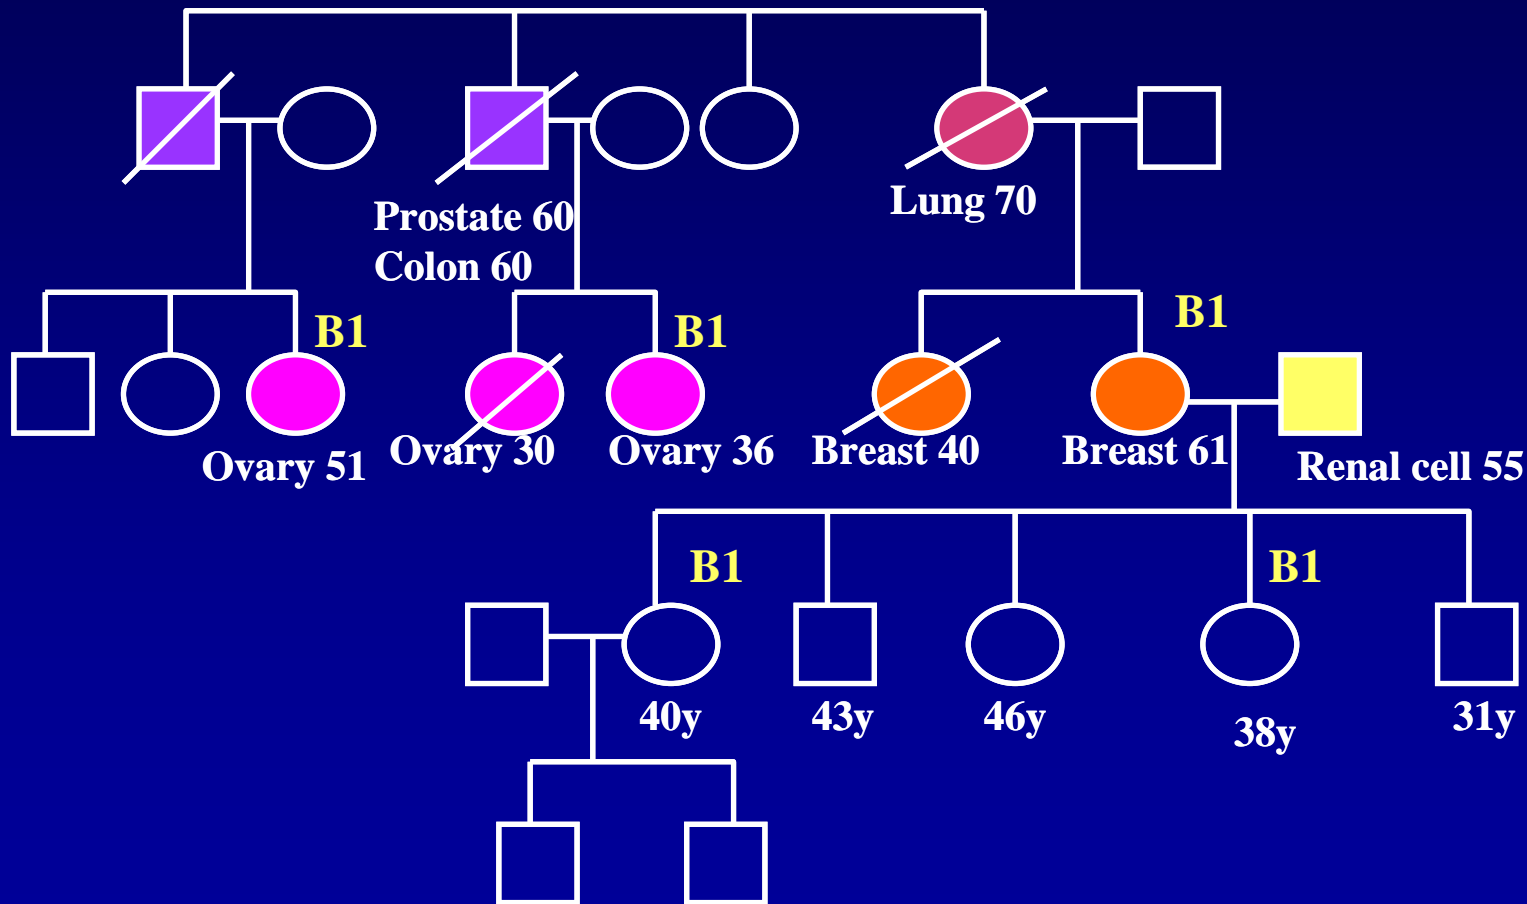 Prostate 60
Colon 60
Lung 70
B1
B1
B1
Ovary 51
Ovary 30
Ovary 36
Breast 40
Breast 61
Renal cell 55
B1
B1
40y
43y
46y
38y
31y